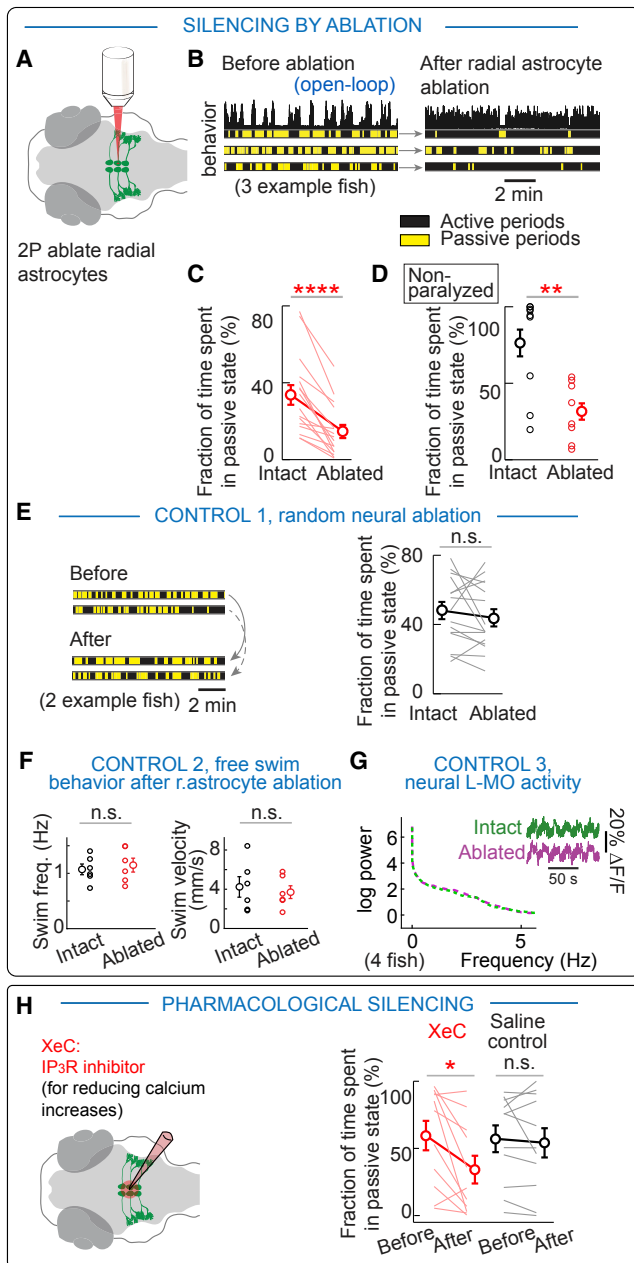 SILENCING BY ABLATION
A
2P ablate radial
astrocytes
B
Before ablation
(open-loop)
After radial astrocyte
ablation
behavior
(3 example fish)
2 min
Active periods
Passive periods
C
****
Fraction of time spent
in passive state (%)
80
40
0
Intact
Ablated
D
Non-
paralyzed
**
Fraction of time spent
in passive state (%)
100
50
0
Intact
Ablated
E
CONTROL 1, random neural ablation
Before
After
(2 example fish)
2 min
n.s.
Fraction of time spent
in passive state (%)
80
40
0
Intact
Ablated
F
CONTROL 2, free swim
behavior after r.astrocyte ablation
n.s.
Swim freq. (Hz)
1
0
Intact
Ablated
n.s.
Swim velocity
(mm/s)
8
4
0
Intact
Ablated
G
CONTROL 3,
neural L-MO activity
Intact
Ablated
20% ΔF/F
50 s
log power
6
4
2
0
0
5
(4 fish)
Frequency (Hz)
H
PHARMACOLOGICAL SILENCING
XeC:
IP3R inhibitor
(for reducing calcium
increases)
XeC
*
Saline
control
n.s.
Fraction of time spent
in passive state (%)
100
50
0
Before
After
Before
After